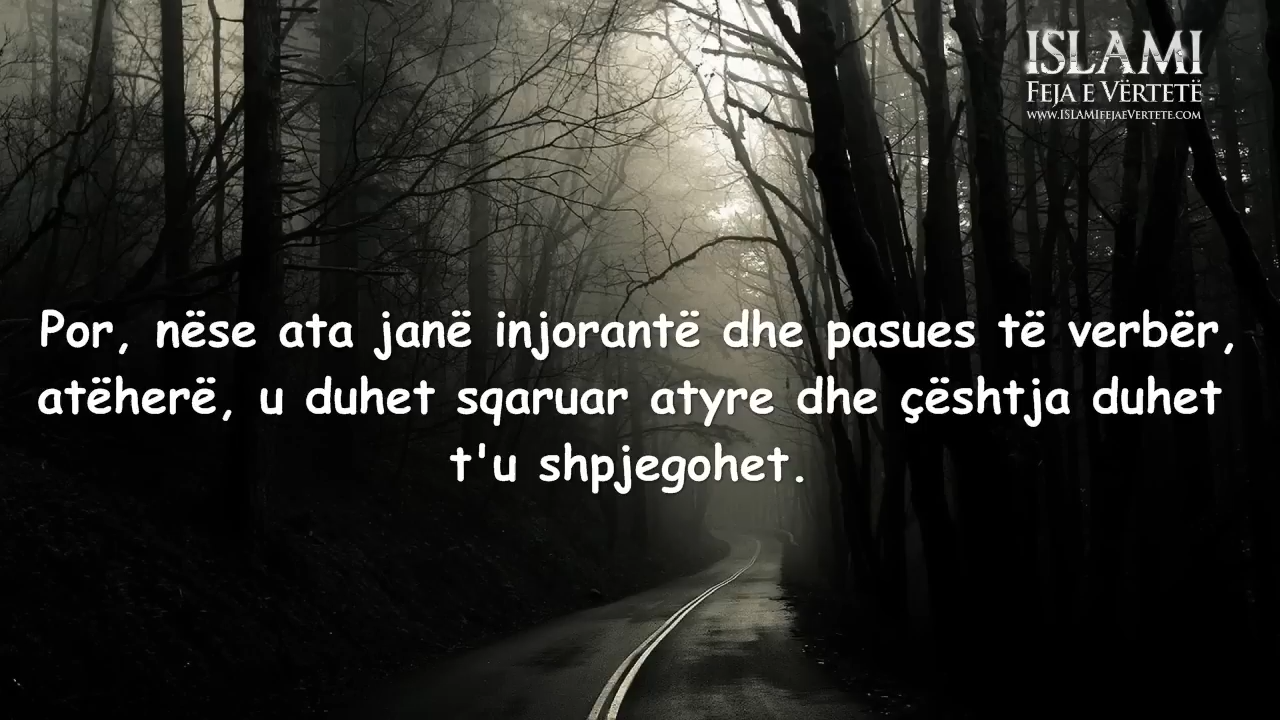 ISLAMI
FEJA E VËRTETË
WWW.ISLAMIFEJAEVERTETE.COM
Por, nëse ata janë injorantë dhe pasues të verbër,
atëherë, u duhet sqaruar atyre dhe çështja duhet
t'u shpjegohet.